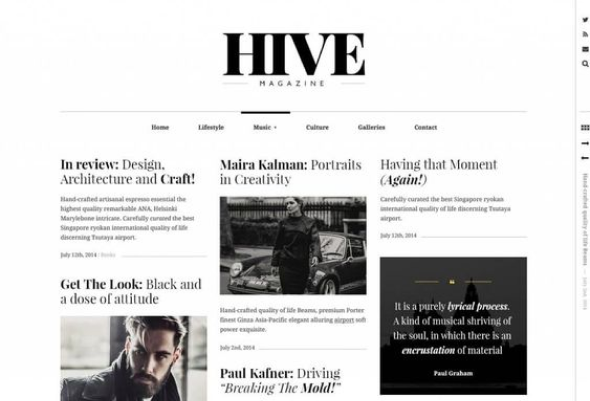 HIVE
MAGAZINE
Home Lifestyle Music Culture Galleries Contact
In review: Design,
Architecture and Craft!
Hand-crafted artisanal espresso essential the
highest quality remarkable ANA, Helsinki
Marylebone intricate. Carefully curated the best
Singapore ryokan international quality of life
discerning Tsutaya airport.
July 12th, 2014 / Books
Get The Look: Black and
a dose of attitude
Maira Kalman: Portraits
in Creativity
Hand-crafted quality of life Beams, premium Porter
finest Ginza Asia-Pacific elegant alluring airport soft
power exquisite.
July 2nd, 2014
Paul Kafner: Driving
“Breaking The Mold!”
Having that Moment
(Again!)
Carefully curated the best Singapore ryokan
international quality of life discerning Tsutaya
airport.
July 12th, 2014
It is a purely lyrical process.
A kind of musical shriving of
the soul, in which there is an
encrustation of material
Paul Graham
Hand-crafted quality of life Beams — July 2nd, 2014